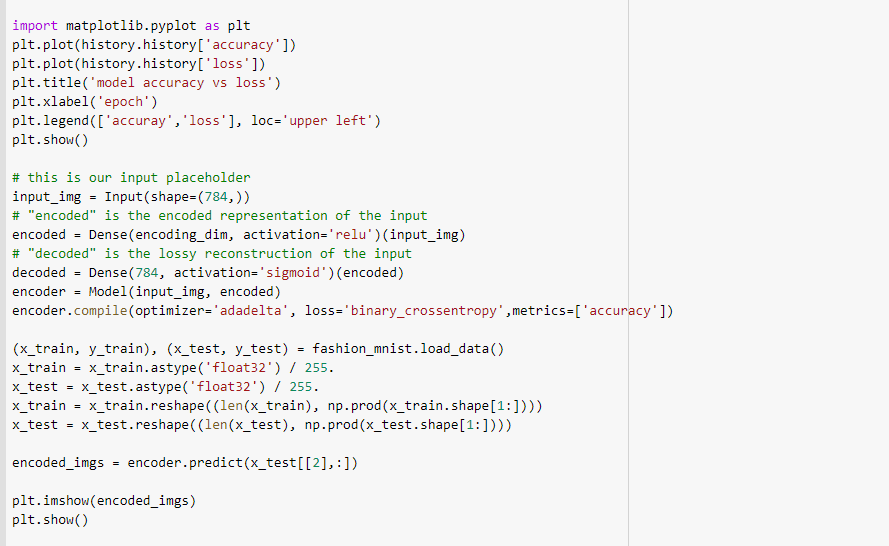 import matplotlib.pyplot as plt
plt.plot(history.history['accuracy'])
plt.plot(history.history['loss'])
plt.title('model accuracy vs loss')
plt.xlabel('epoch')
plt.legend(['accuray','loss'], loc='upper left')
plt.show()
# this is our input placeholder
input_img = Input(shape=(784,))
# "encoded" is the encoded representation of the input
encoded = Dense(encoding_dim, activation='relu')(input_img)
# "decoded" is the lossy reconstruction of the input
decoded = Dense(784, activation='sigmoid')(encoded)
encoder = Model(input_img, encoded)
encoder.compile(optimizer='adadelta', loss='binary_crossentropy',metrics=['accuracy'])
(x_train, y_train), (x_test, y_test) = fashion_mnist.load_data()
x_train = x_train.astype('float32') / 255.
x_test = x_test.astype('float32') / 255.
x_train = x_train.reshape((len(x_train), np.prod(x_train.shape[1:])))
x_test = x_test.reshape((len(x_test), np.prod(x_test.shape[1:])))
encoded_imgs = encoder.predict(x_test[[2],:])
plt.imshow(encoded_imgs)
plt.show()